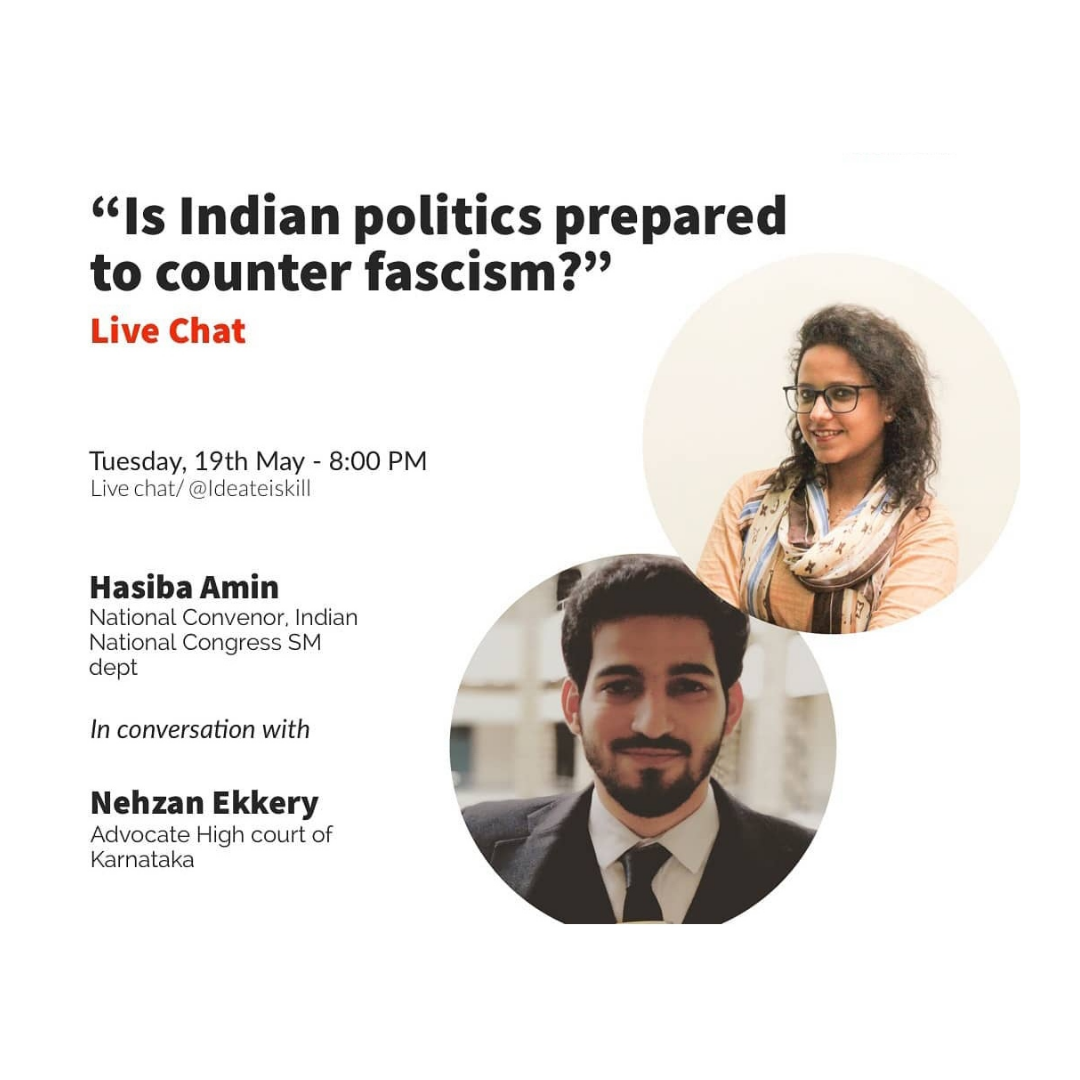 “Is Indian politics prepared
to counter fascism?”
Live Chat
Tuesday, 19th May - 8:00 PM
Live chat/ @Ideateiskill
Hasiba Amin
National Convenor, Indian
National Congress SM
dept
In conversation with
Nehzan Ekkery
Advocate High court of
Karnataka